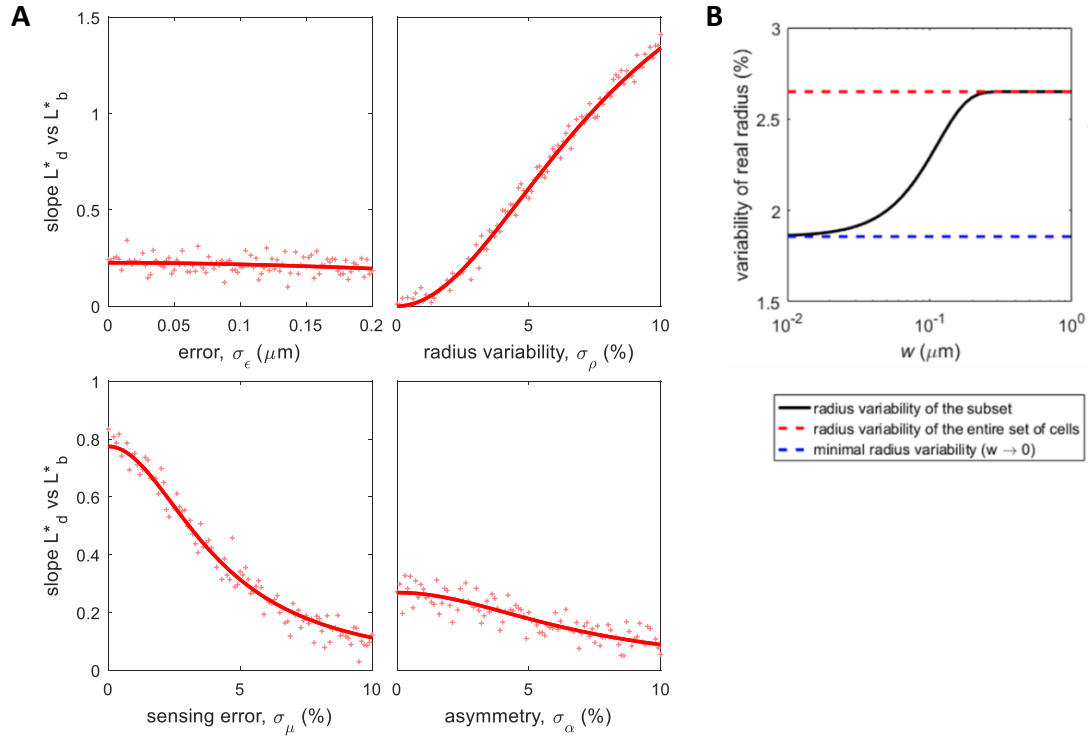 A
1.5
1
0.5
0
slope L*d vs L*b
0 0.05 0.1 0.15 0.2
error, σϵ (μm)
0 5 10
radius variability, σρ (%)
1
0.8
0.6
0.4
0.2
0
slope L*d vs L*b
0 5 10
sensing error, σμ (%)
0 5 10
asymmetry, σα (%)
B
3
2.5
2
1.5
variability of real radius (%)
10-2 10-1 100
w (μm)
radius variability of the subset
radius variability of the entire set of cells
minimal radius variability (w → 0)